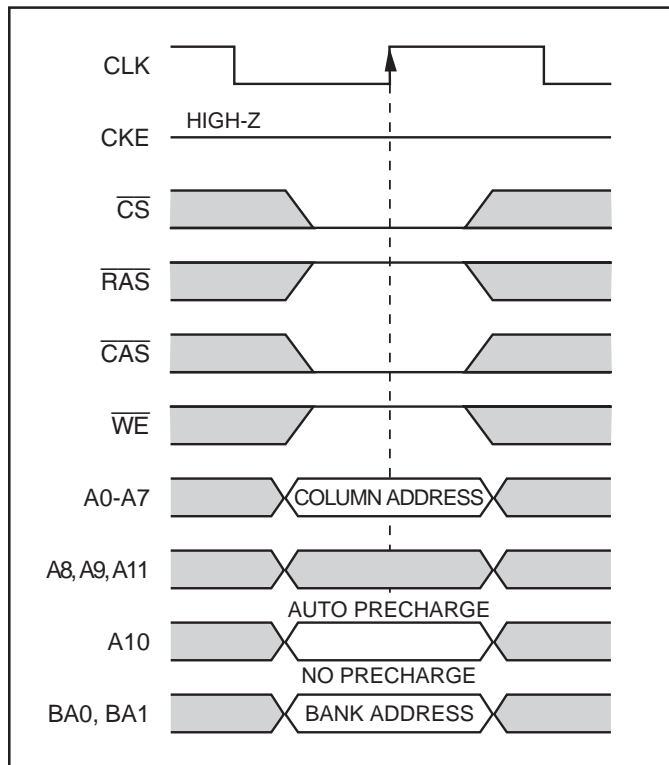 CLK
HIGH-Z
CKE
CS
RAS
CAS
WE
A0-A7 COLUMN ADDRESS
A8, A9, A11
AUTO PRECHARGE
A10
NO PRECHARGE
BA0, BA1 BANK ADDRESS